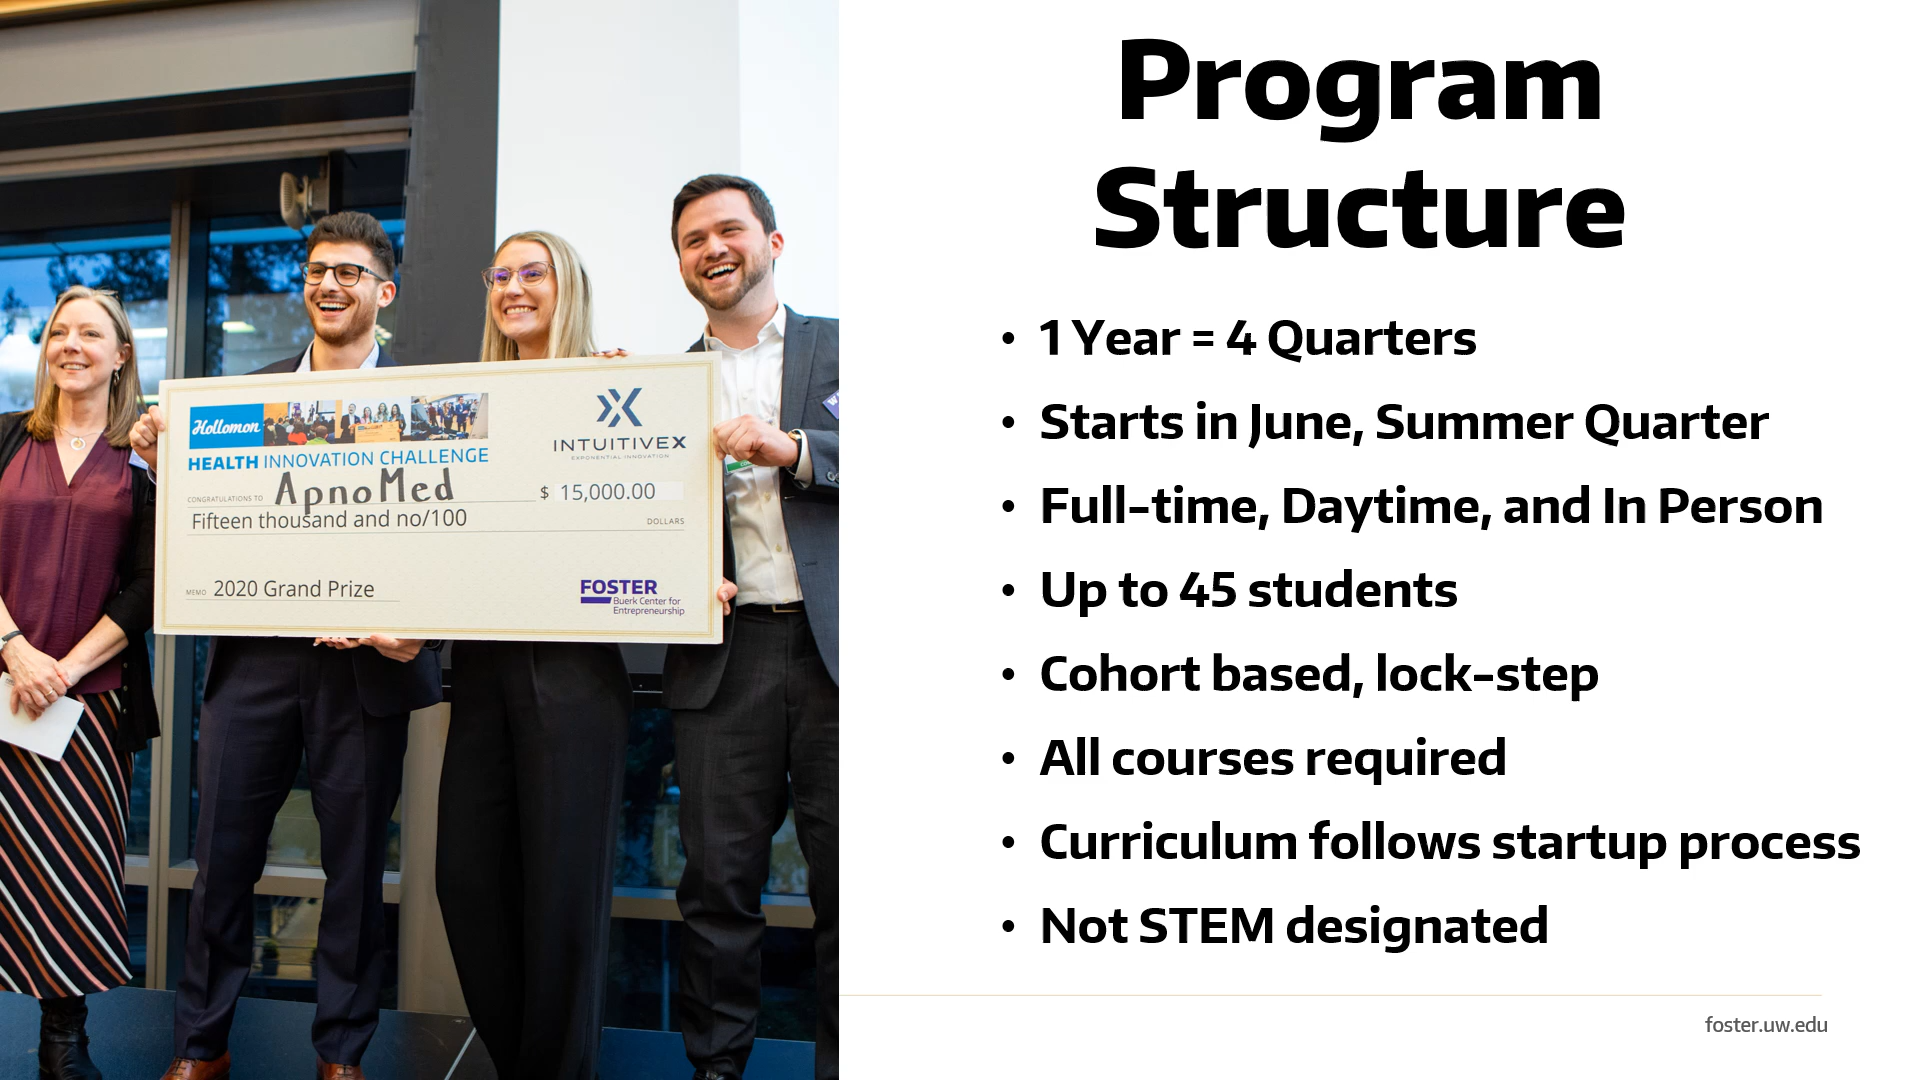 Program
Structure
• 1 Year = 4 Quarters
• Starts in June, Summer Quarter
• Full-time, Daytime, and In Person
• Up to 45 students
• Cohort based, lock-step
• All courses required
• Curriculum follows startup process
• Not STEM designated
foster.uw.edu
Hollomon
HEALTH INNOVATION CHALLENGE
INTUITIVEX
EXPONENTIAL INNOVATION
CONGRATULATIONS TO ApnoMed $ 15,000.00
Fifteen thousand and no/100 DOLLARS
MEMO 2020 Grand Prize
FOSTER
Buerk Center for
Entrepreneurship
W